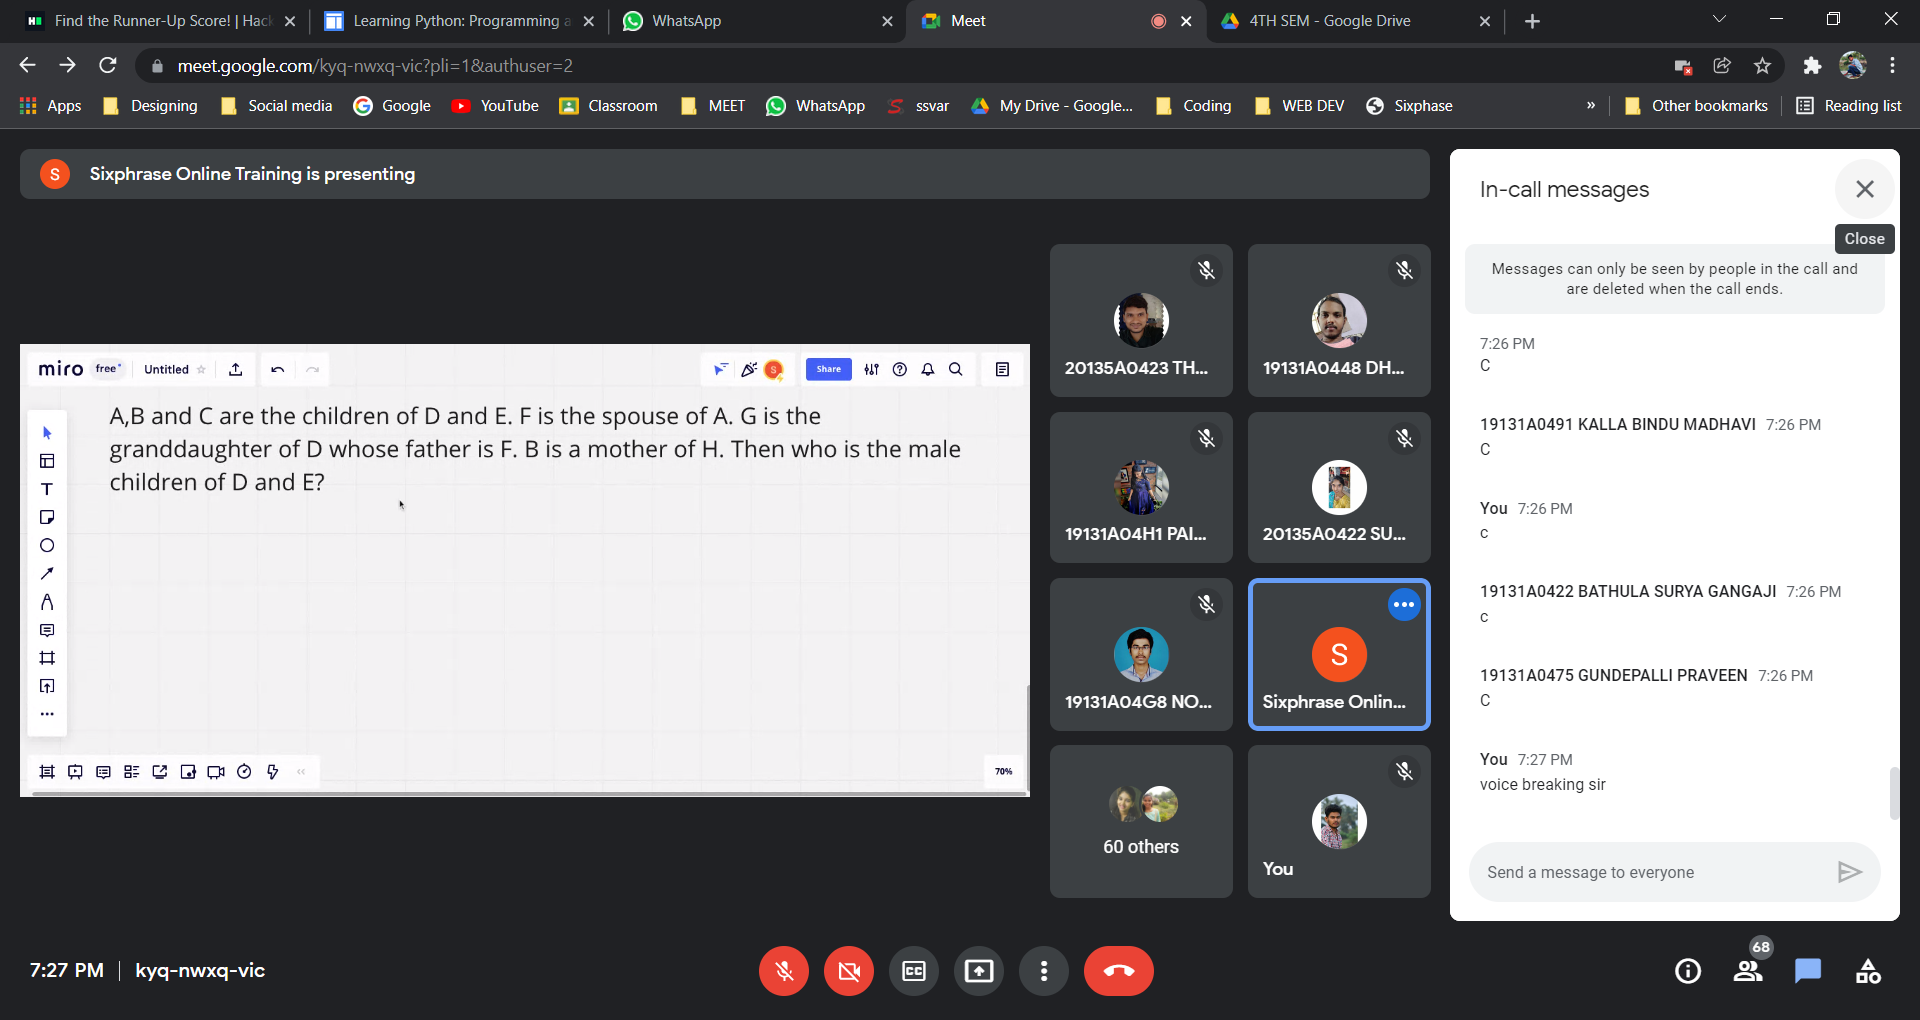 Find the Runner-Up Score! | Hack
Learning Python: Programming a
WhatsApp
Meet
4TH SEM - Google Drive
meet.google.com/kyq-nwxq-vic?pli=1&authuser=2
Apps
Designing
Social media
Google
YouTube
Classroom
MEET
WhatsApp
ssvar
My Drive - Google...
Coding
WEB DEV
Sixphase
»
Other bookmarks
Reading list
S
Sixphrase Online Training is presenting
miro
free
Untitled
S
Share
A,B and C are the children of D and E. F is the spouse of A. G is the
granddaughter of D whose father is F. B is a mother of H. Then who is the male
children of D and E?
70%
20135A0423 TH...
19131A0448 DH...
19131A04H1 PAI...
20135A0422 SU...
19131A04G8 NO...
S
Sixphrase Onlin...
60 others
You
In-call messages
Close
Messages can only be seen by people in the call and
are deleted when the call ends.
7:26 PM
C
19131A0491 KALLA BINDU MADHAVI 7:26 PM
C
You 7:26 PM
c
19131A0422 BATHULA SURYA GANGAJI 7:26 PM
c
19131A0475 GUNDEPALLI PRAVEEN 7:26 PM
C
You 7:27 PM
voice breaking sir
Send a message to everyone
7:27 PM | kyq-nwxq-vic
CC
68